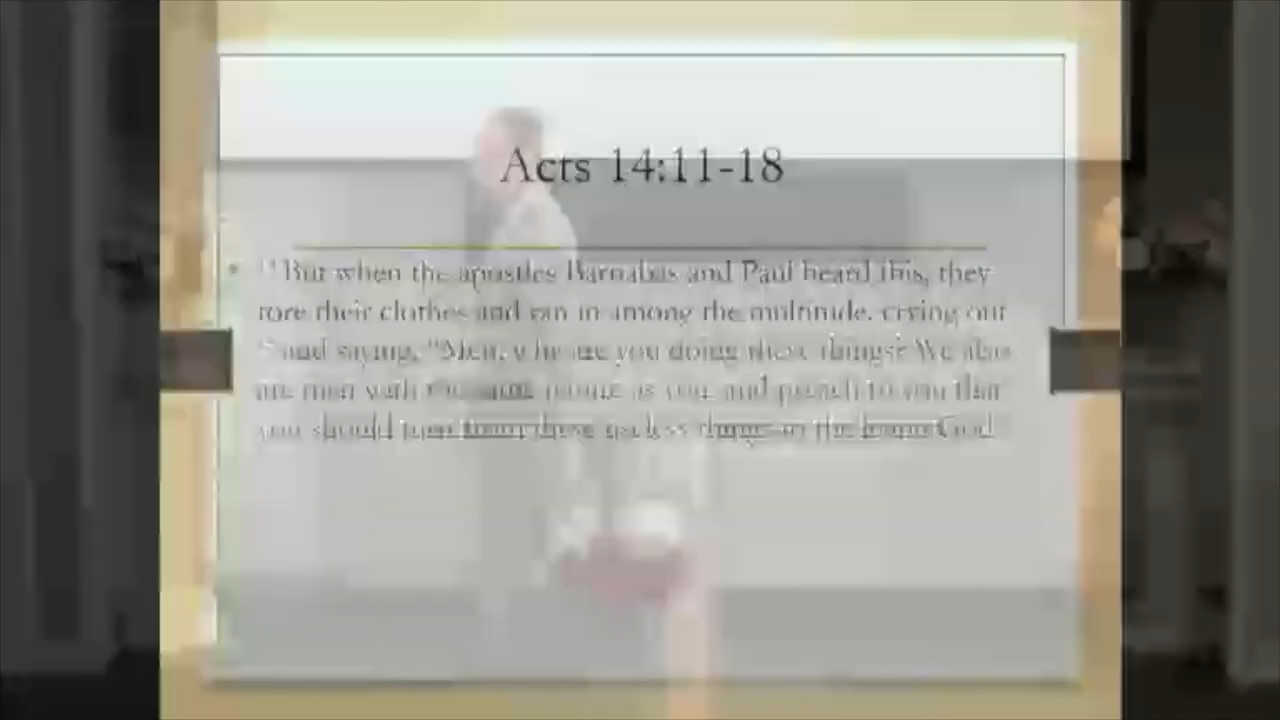 Acts 14:11-18
• 14 But when the apostles Barnabas and Paul heard this, they
tore their clothes and ran in among the multitude, crying out
15 and saying, "Men, why are you doing these things? We also
are men with the same nature as you, and preach to you that
you should turn from these useless things to the living God